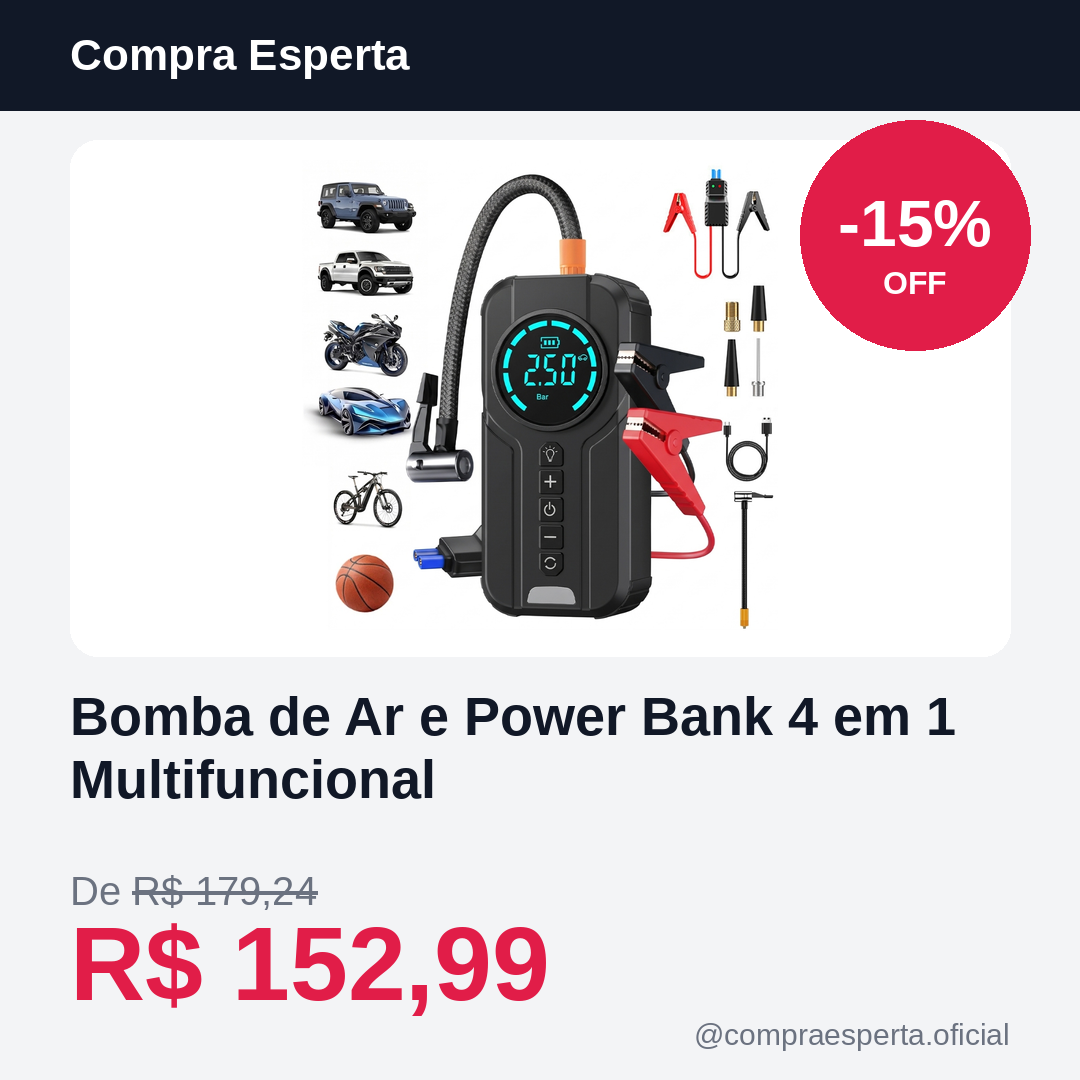 Compra Esperta
-15%
OFF
2.50
Bar
Bomba de Ar e Power Bank 4 em 1
Multifuncional
De R$ 179,24
R$ 152,99
@compraesperta.oficial